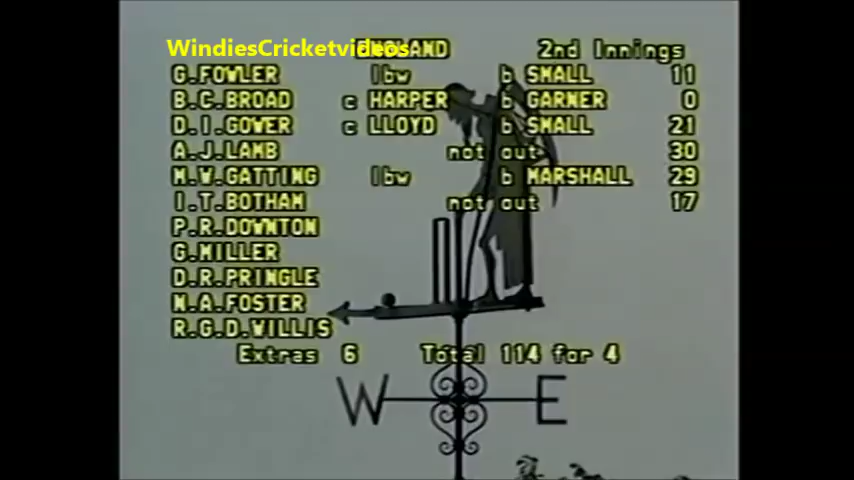 WindiesCricketvideos ENGLAND 2nd Innings
G.FOWLER lbw b SMALL 11
B.C.BROAD c HARPER b GARNER 0
D.I.GOWER c LLOYD b SMALL 21
A.J.LAMB not out 30
M.W.GATTING lbw b MARSHALL 29
I.T.BOTHAM not out 17
P.R.DOWNTON
G.MILLER
D.R.PRINGLE
N.A.FOSTER
R.G.D.WILLIS
Extras 6 Total 114 for 4
W E